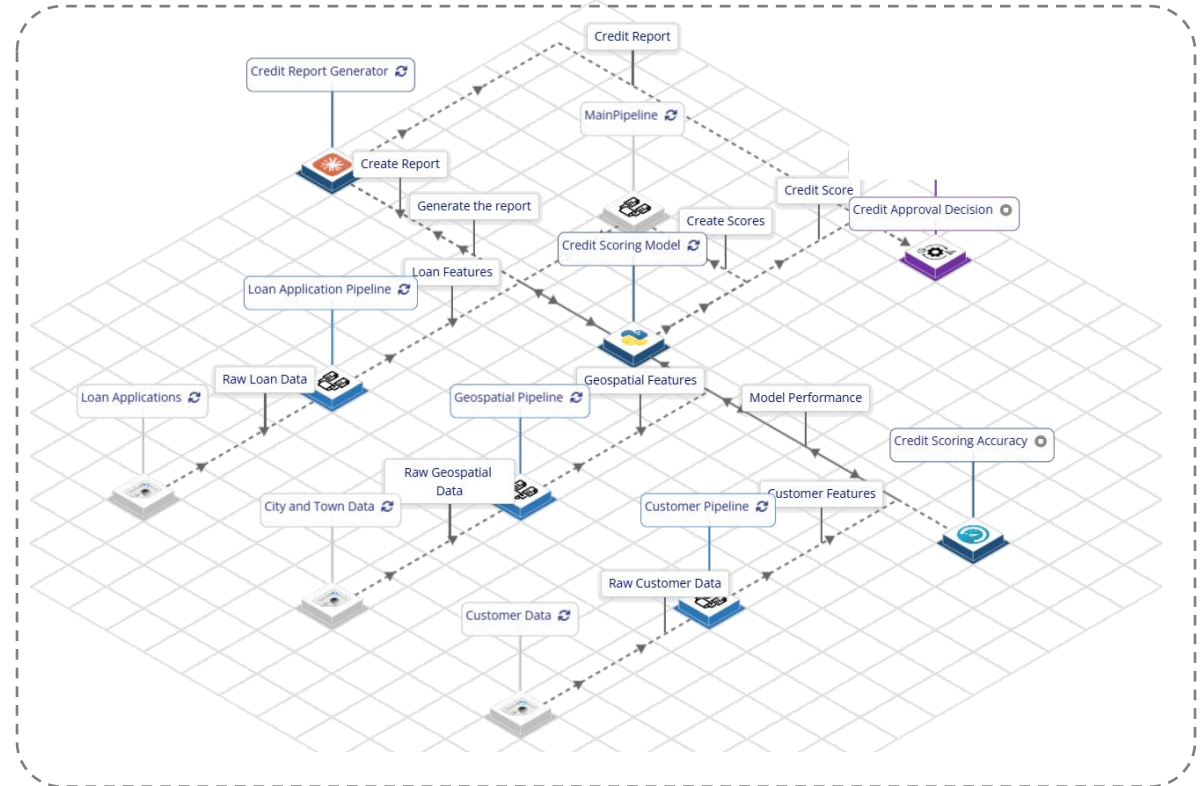 Credit Report
Credit Report Generator
MainPipeline
Create Report
Credit Score
Generate the report
Credit Approval Decision
Create Scores
Credit Scoring Model
Loan Features
Loan Application Pipeline
Raw Loan Data
Geospatial Features
Loan Applications
Geospatial Pipeline
Model Performance
Credit Scoring Accuracy
Raw Geospatial
Data
Customer Features
City and Town Data
Customer Pipeline
Raw Customer Data
Customer Data